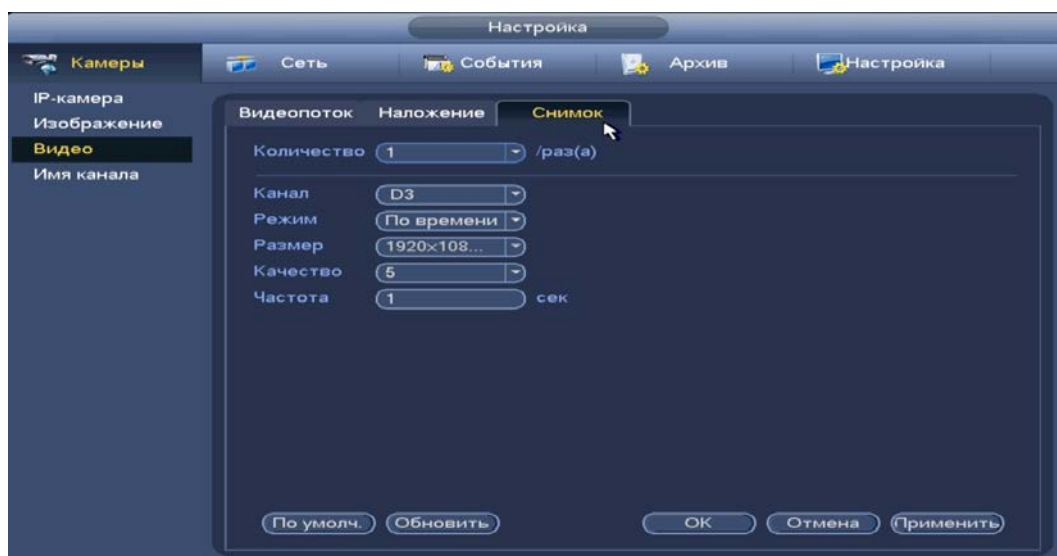 Настройка
Камеры Сеть События Архив Настройка
IP-камера
Изображение
Видео
Имя канала
Видеопоток Наложение Снимок
Количество 1 /раз(а)
Канал D3
Режим По времени
Размер 1920×108...
Качество 5
Частота 1 сек
По умолч. Обновить OK Отмена Применить